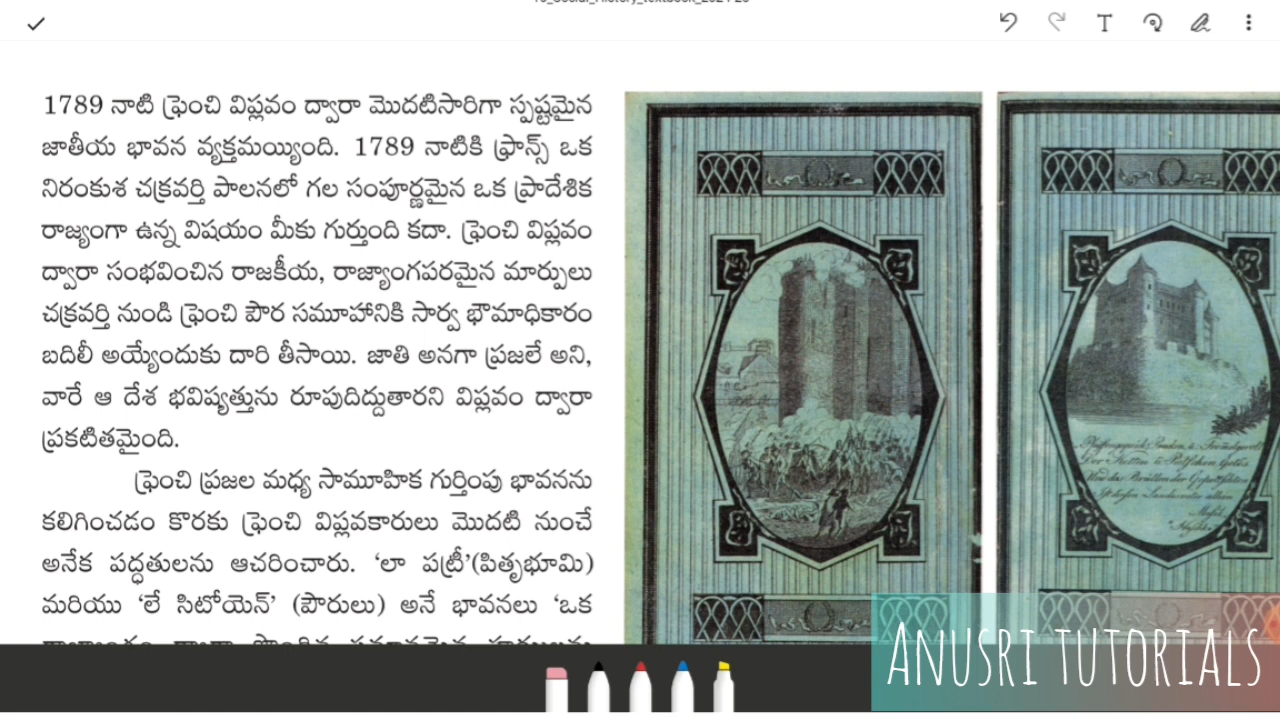 1789 నాటి ఫ్రెంచి విప్లవం ద్వారా మొదటిసారిగా స్పష్టమైన
జాతీయ భావన వ్యక్తమయ్యింది. 1789 నాటికి ఫ్రాన్స్ ఒక
నిరంకుశ చక్రవర్తి పాలనలో గల సంపూర్ణమైన ఒక ప్రాదేశిక
రాజ్యంగా ఉన్న విషయం మీకు గుర్తుంది కదా. ఫ్రెంచి విప్లవం
ద్వారా సంభవించిన రాజకీయ, రాజ్యాంగపరమైన మార్పులు
చక్రవర్తి నుండి ఫ్రెంచి పౌర సమూహానికి సార్వ భౌమాధికారం
బదిలీ అయ్యేందుకు దారి తీసాయి. జాతి అనగా ప్రజలే అని,
వారే ఆ దేశ భవిష్యత్తును రూపుదిద్దుతారని విప్లవం ద్వారా
ప్రకటితమైంది.
ఫ్రెంచి ప్రజల మధ్య సామూహిక గుర్తింపు భావనను
కలిగించడం కొరకు ఫ్రెంచి విప్లవకారులు మొదటి నుంచే
అనేక పద్ధతులను ఆచరించారు. ‘లా పట్రీ’(పితృభూమి)
మరియు ‘లే సిటోయెన్’ (పౌరులు) అనే భావనలు ‘ఒక
T
ANUSRI TUTORIALS